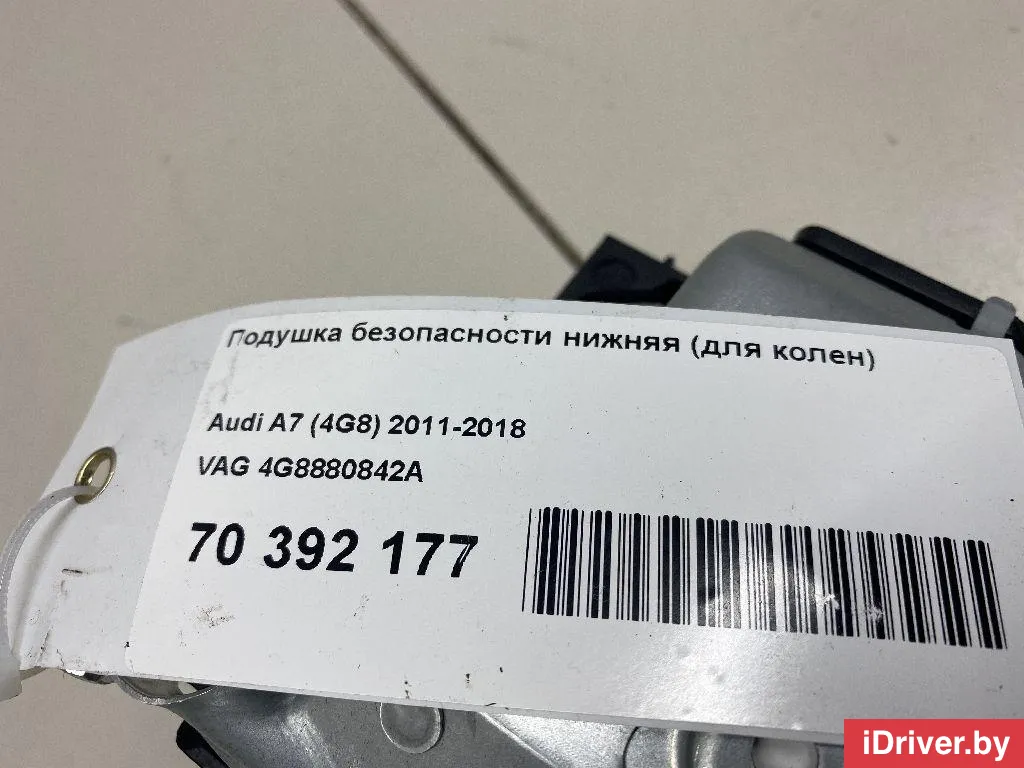 Подушка безопасности нижняя (для колен)
Audi A7 (4G8) 2011-2018
VAG 4G8880842A
70 392 177
iDriver.by